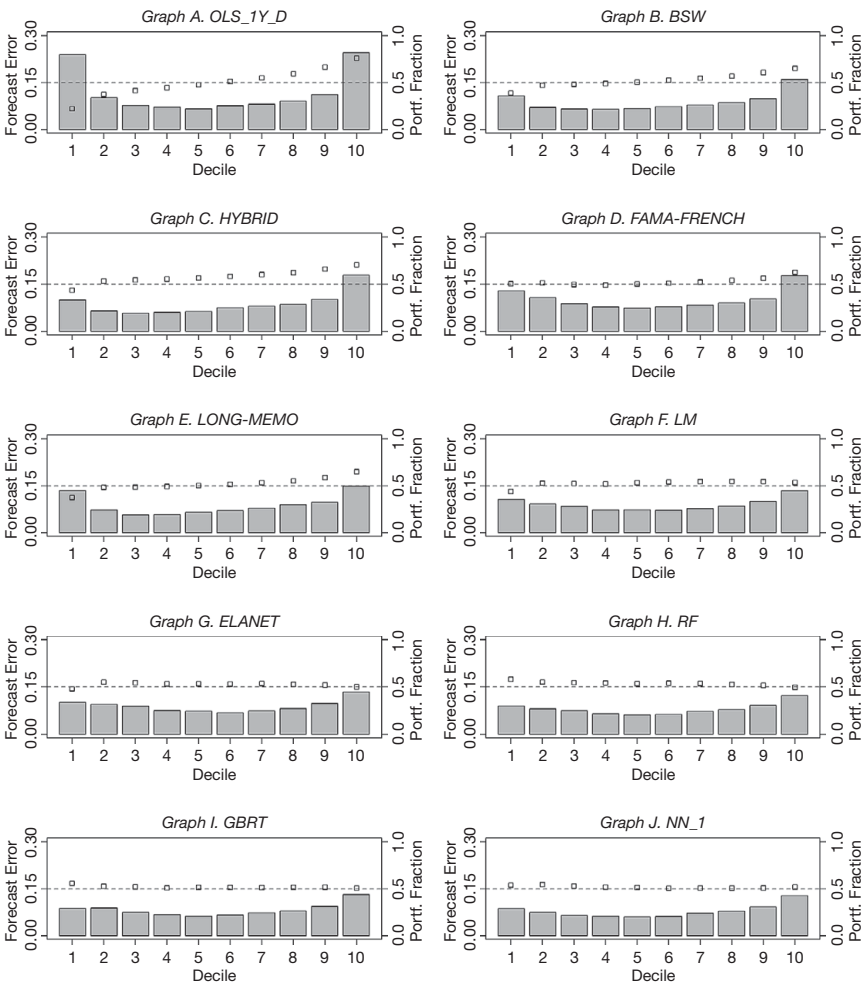 Graph A. OLS_1Y_D
Forecast Error
0.00 0.15 0.30
Portf. Fraction
0.0 0.5 1.0
1 2 3 4 5 6 7 8 9 10
Decile
Graph B. BSW
Forecast Error
0.00 0.15 0.30
Portf. Fraction
0.0 0.5 1.0
1 2 3 4 5 6 7 8 9 10
Decile
Graph C. HYBRID
Forecast Error
0.00 0.15 0.30
Portf. Fraction
0.0 0.5 1.0
1 2 3 4 5 6 7 8 9 10
Decile
Graph D. FAMA-FRENCH
Forecast Error
0.00 0.15 0.30
Portf. Fraction
0.0 0.5 1.0
1 2 3 4 5 6 7 8 9 10
Decile
Graph E. LONG-MEMO
Forecast Error
0.00 0.15 0.30
Portf. Fraction
0.0 0.5 1.0
1 2 3 4 5 6 7 8 9 10
Decile
Graph F. LM
Forecast Error
0.00 0.15 0.30
Portf. Fraction
0.0 0.5 1.0
1 2 3 4 5 6 7 8 9 10
Decile
Graph G. ELANET
Forecast Error
0.00 0.15 0.30
Portf. Fraction
0.0 0.5 1.0
1 2 3 4 5 6 7 8 9 10
Decile
Graph H. RF
Forecast Error
0.00 0.15 0.30
Portf. Fraction
0.0 0.5 1.0
1 2 3 4 5 6 7 8 9 10
Decile
Graph I. GBRT
Forecast Error
0.00 0.15 0.30
Portf. Fraction
0.0 0.5 1.0
1 2 3 4 5 6 7 8 9 10
Decile
Graph J. NN_1
Forecast Error
0.00 0.15 0.30
Portf. Fraction
0.0 0.5 1.0
1 2 3 4 5 6 7 8 9 10
Decile